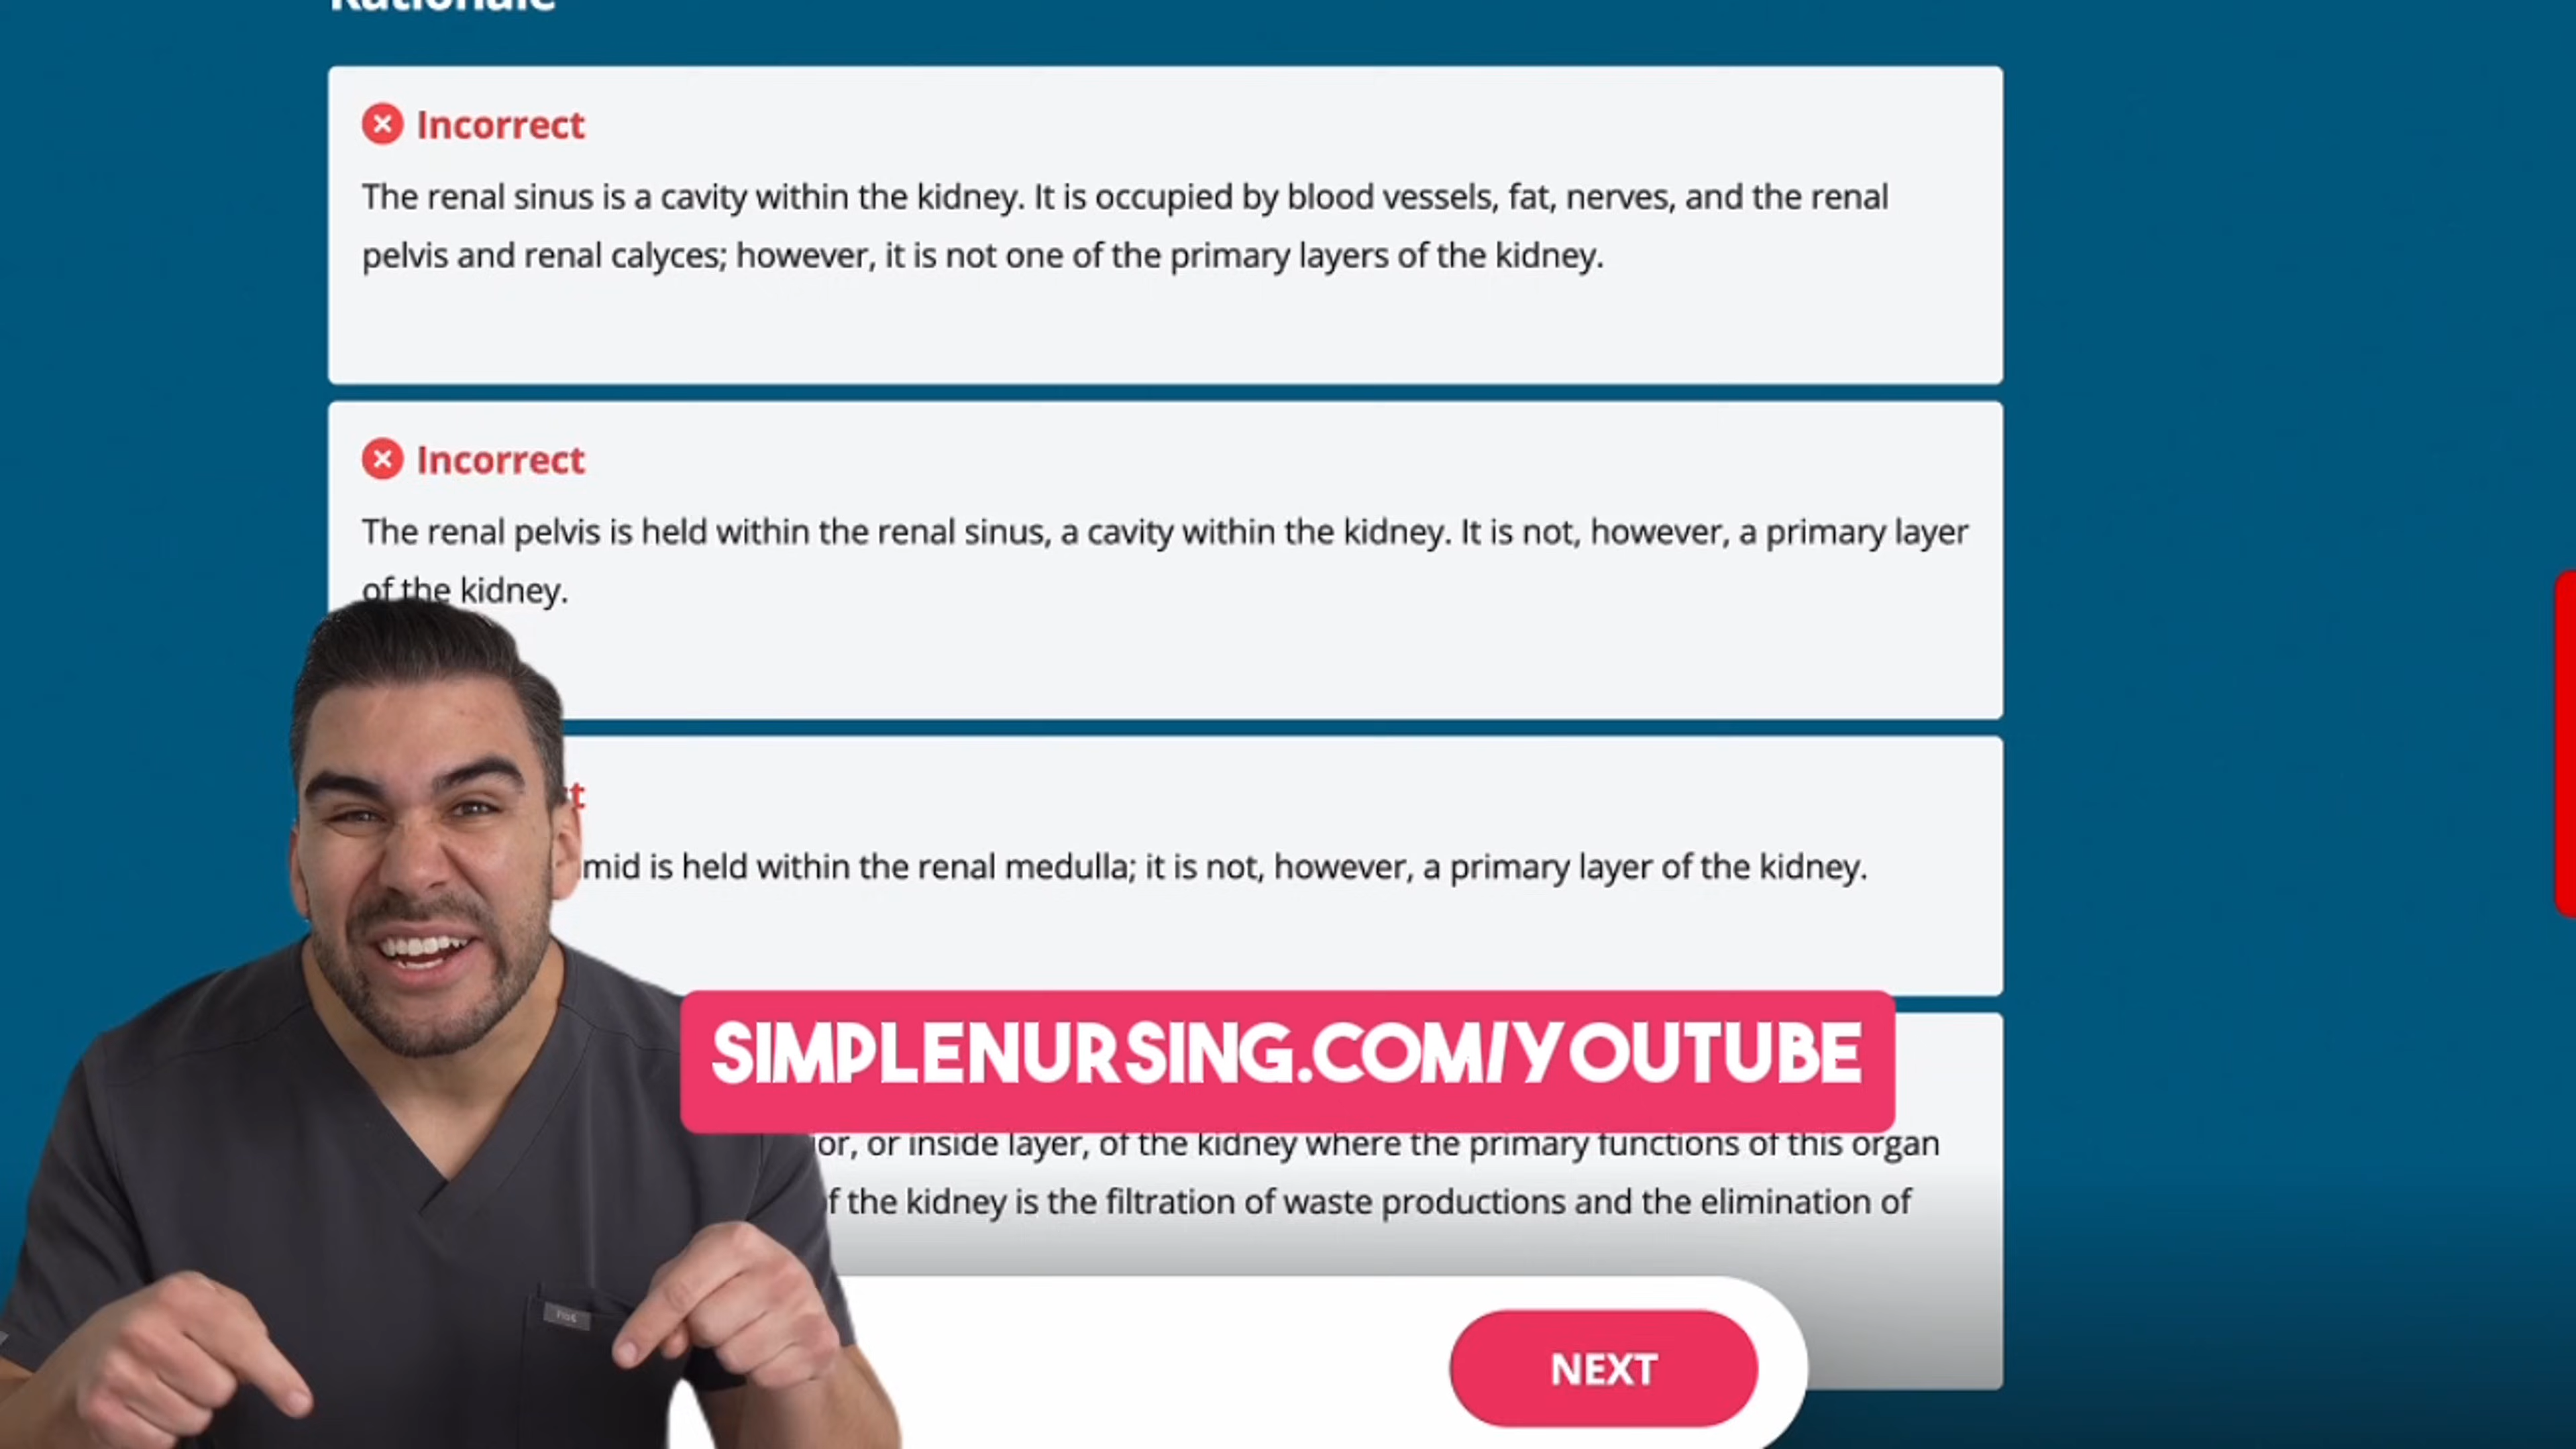 Rationale
Incorrect
The renal sinus is a cavity within the kidney. It is occupied by blood vessels, fat, nerves, and the renal
pelvis and renal calyces; however, it is not one of the primary layers of the kidney.
Incorrect
The renal pelvis is held within the renal sinus, a cavity within the kidney. It is not, however, a primary layer
of the kidney.
is held within the renal medulla; it is not, however, a primary layer of the kidney.
SIMPLENURSING.COM/YOUTUBE
or inside layer, of the kidney where the primary functions of this organ
the kidney is the filtration of waste productions and the elimination of
FIGS
NEXT